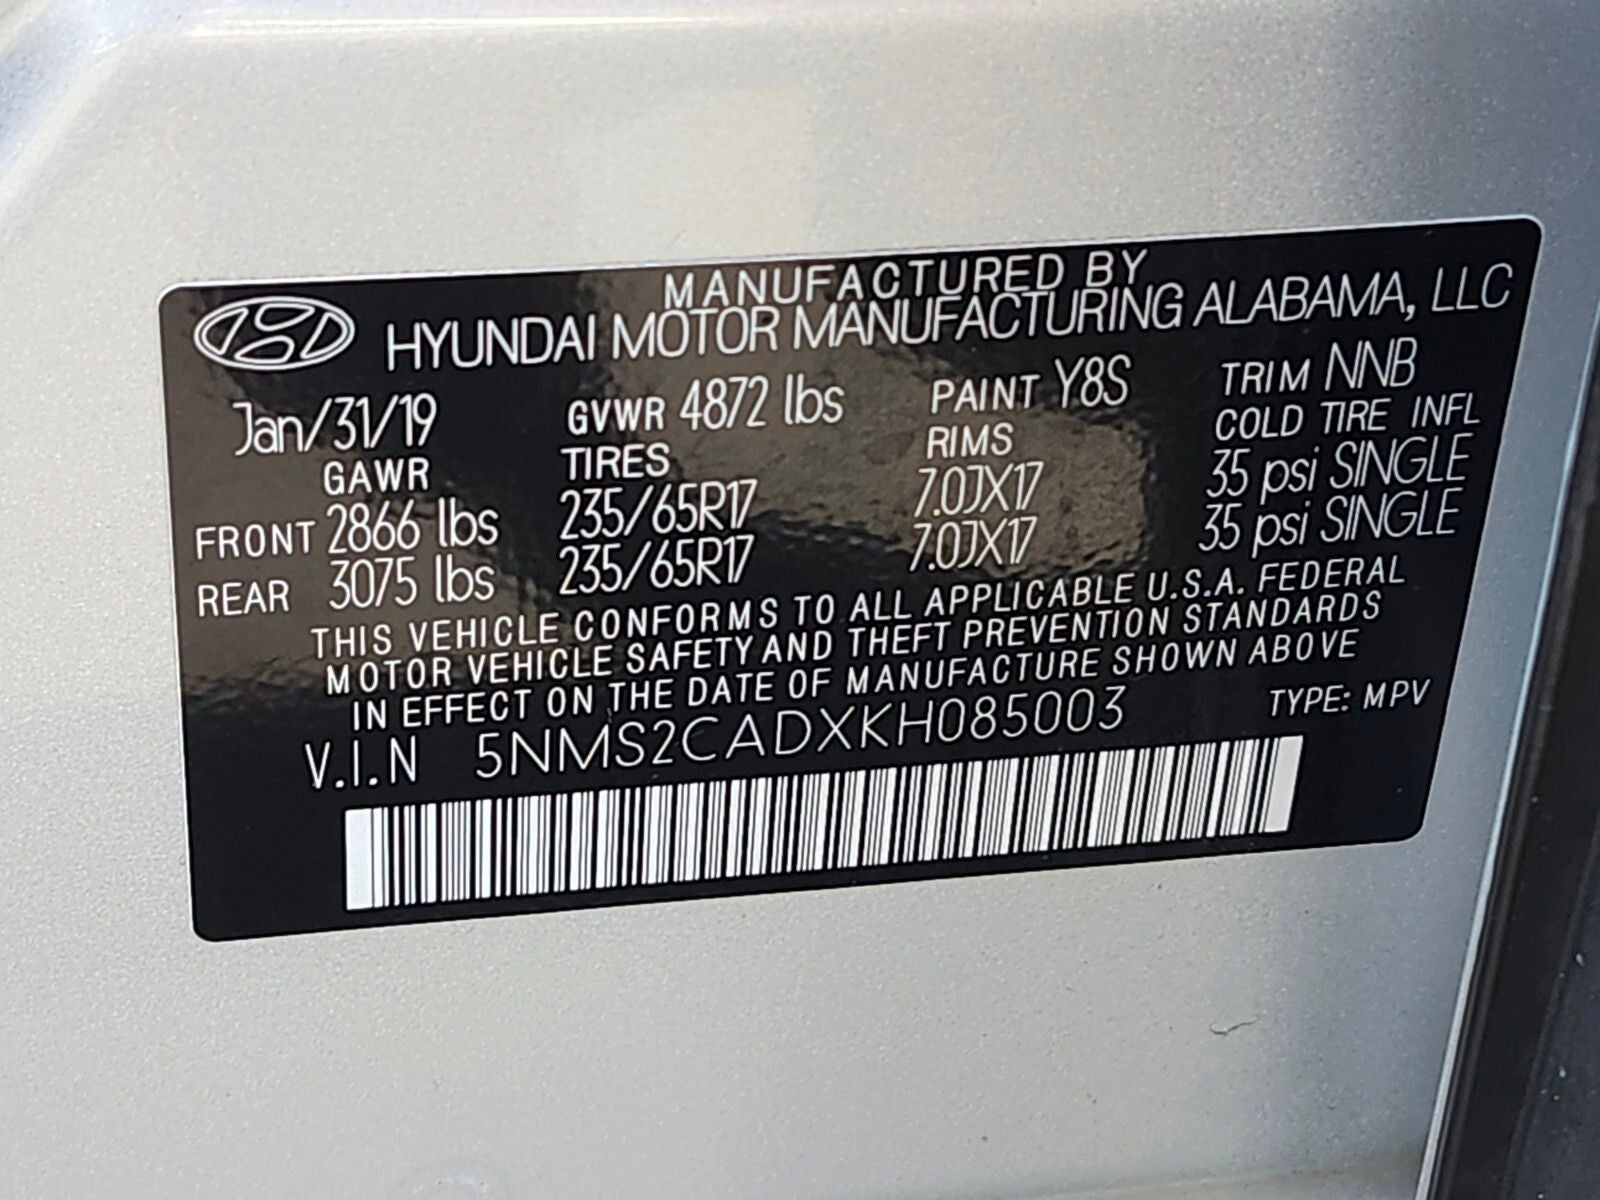 MANUFACTURED BY
HYUNDAI MOTOR MANUFACTURING ALABAMA, LLC
Jan/31/19 GVWR 4872 lbs PAINT Y8S TRIM NNB
GAWR TIRES RIMS COLD TIRE INFL
FRONT 2866 lbs 235/65R17 7.0JX17 35 psi SINGLE
REAR 3075 lbs 235/65R17 7.0JX17 35 psi SINGLE
THIS VEHICLE CONFORMS TO ALL APPLICABLE U.S.A. FEDERAL
MOTOR VEHICLE SAFETY AND THEFT PREVENTION STANDARDS
IN EFFECT ON THE DATE OF MANUFACTURE SHOWN ABOVE
V.I.N 5NMS2CADXKH085003 TYPE: MPV